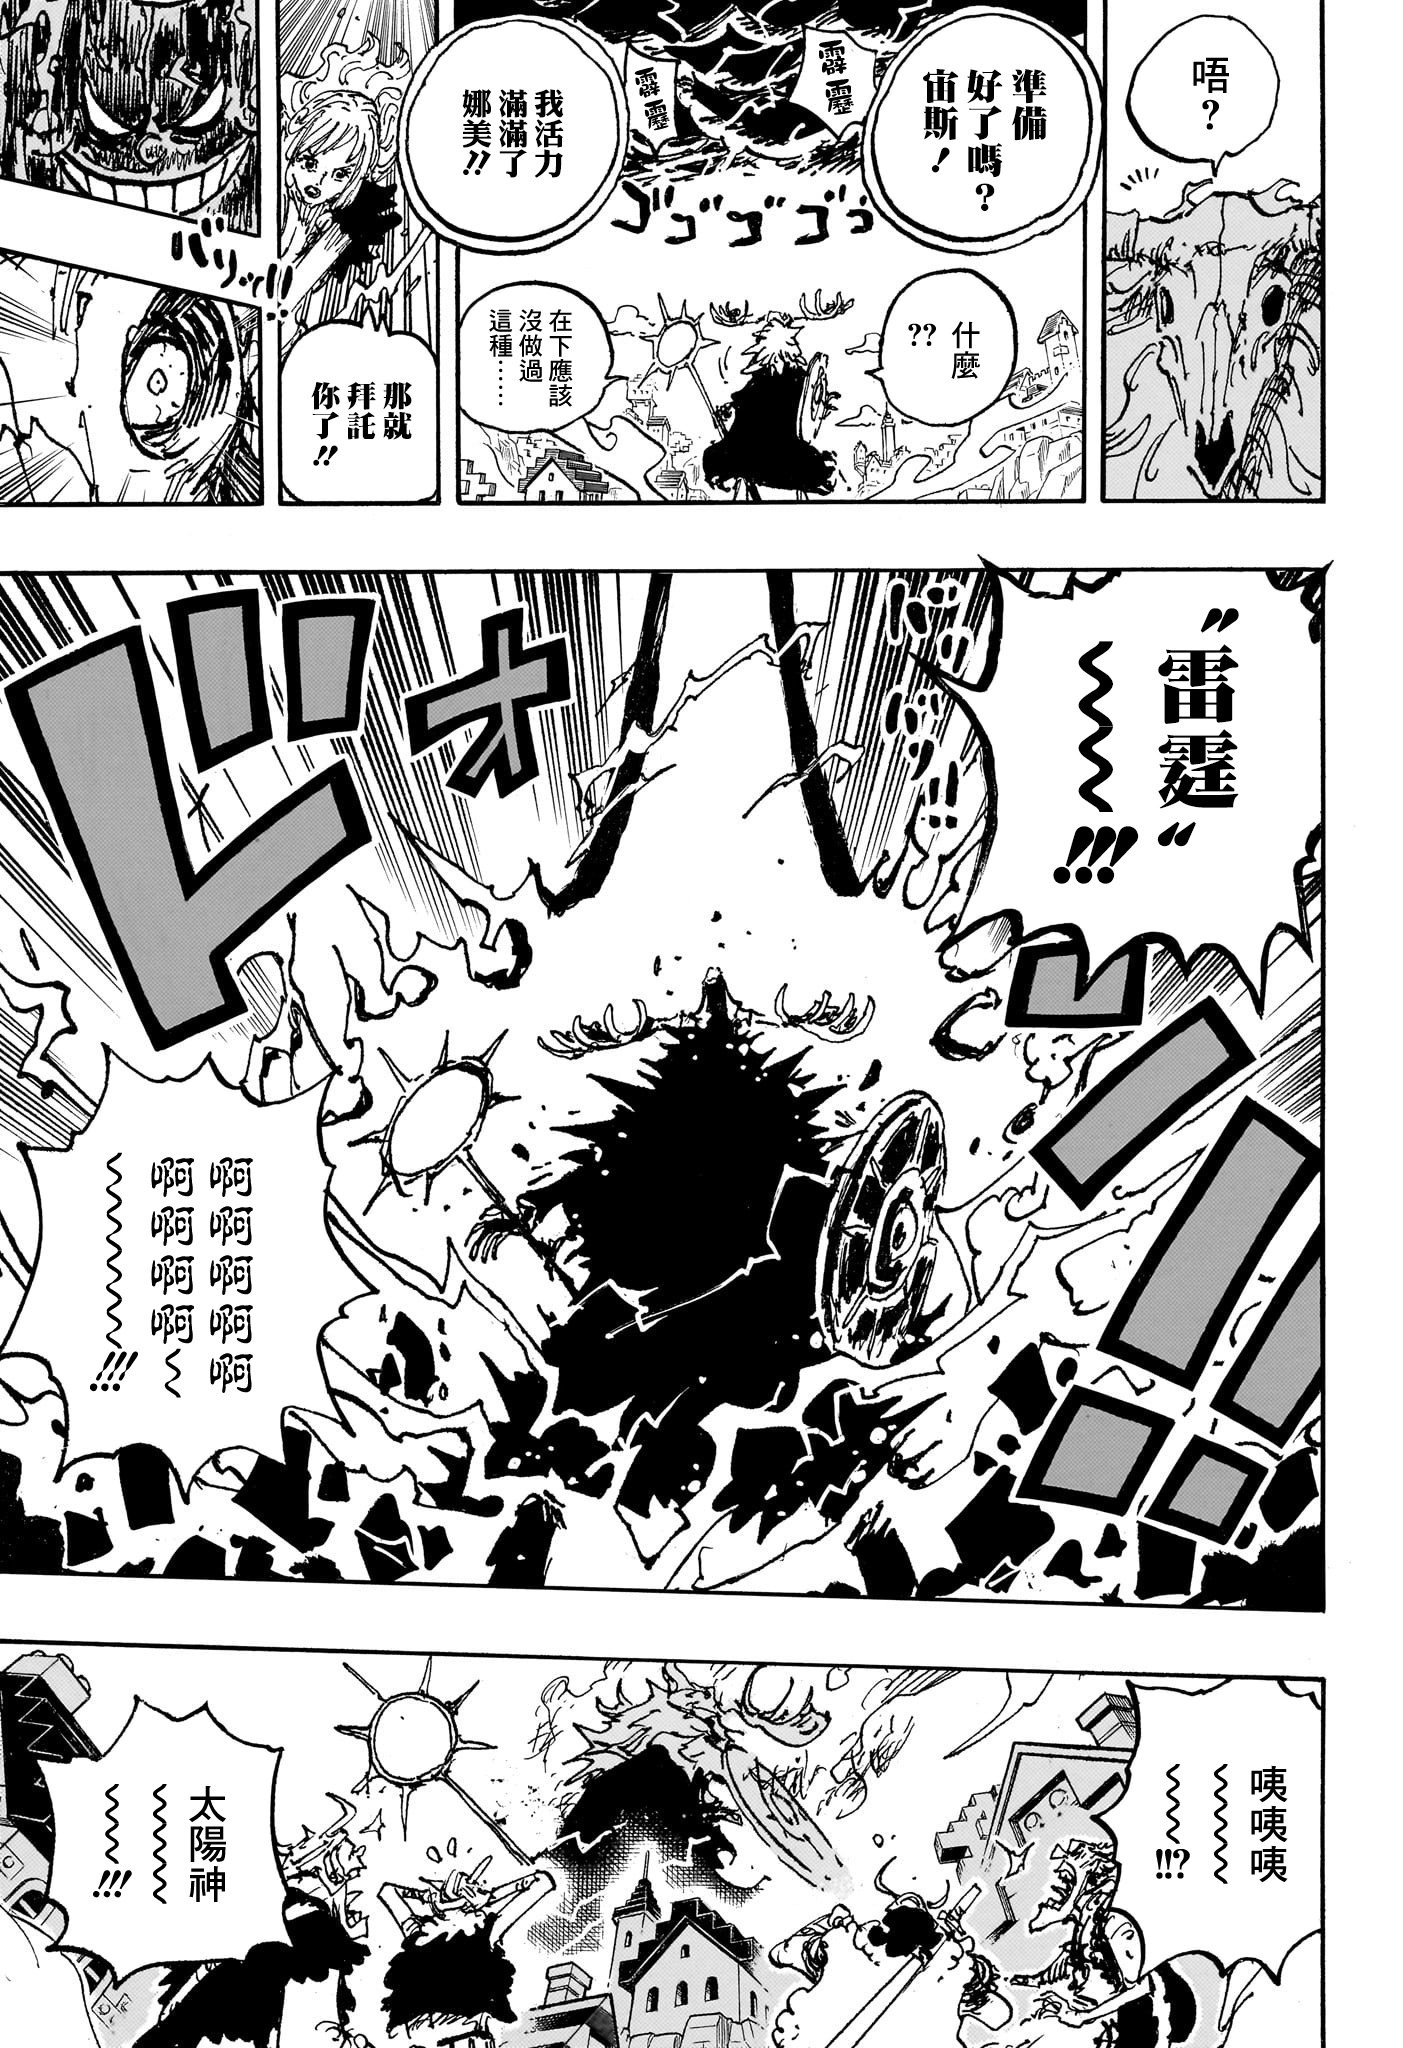 唔？
準備
好了嗎？
宙斯！
霹靂
霹靂
我活力
滿滿了
娜美!!
ゴゴゴゴゴ
什麼
??
在下應該
沒做過
這種……
那就
拜託
你了!!
バリッ!!
"雷霆"
～～～～!!!
ドォン!!!
啊啊啊啊啊
啊啊啊啊～
～～～～!!!
咦咦咦
～～～～
～～!!?
太陽神
～～～
～～～!!!